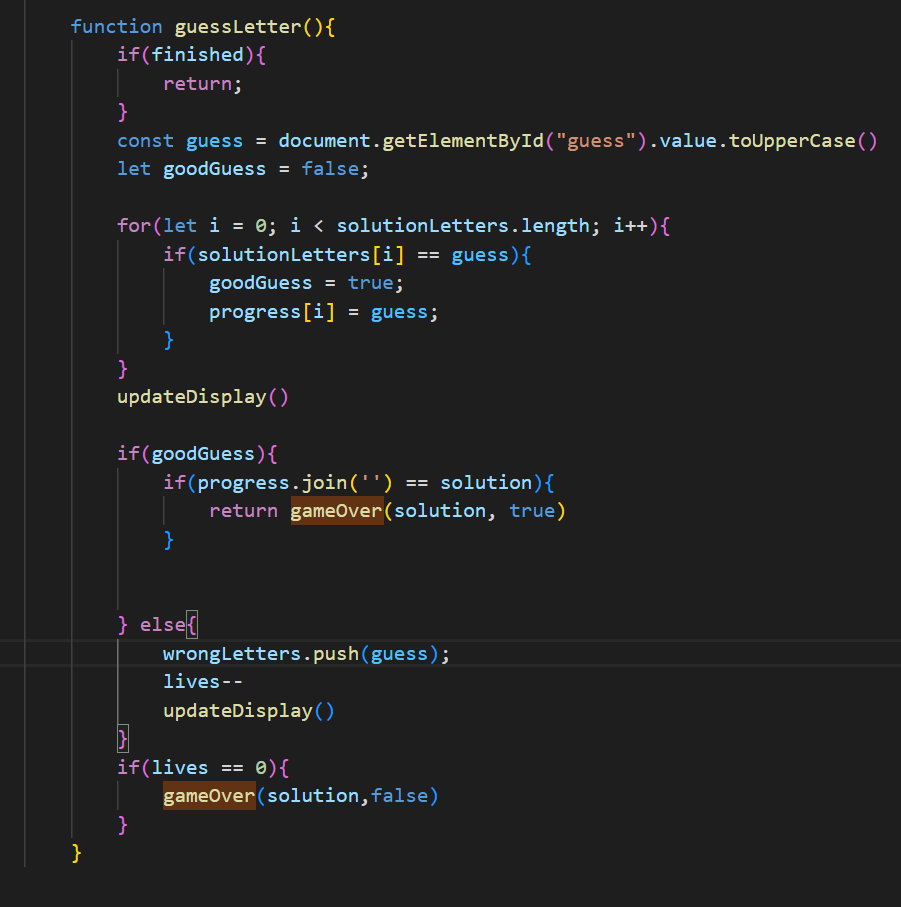 function guessLetter(){
if(finished){
return;
}
const guess = document.getElementById("guess").value.toUpperCase()
let goodGuess = false;
for(let i = 0; i < solutionLetters.length; i++){
if(solutionLetters[i] == guess){
goodGuess = true;
progress[i] = guess;
}
}
updateDisplay()
if(goodGuess){
if(progress.join('') == solution){
return gameOver(solution, true)
}
} else{
wrongLetters.push(guess);
lives--
updateDisplay()
}
if(lives == 0){
gameOver(solution,false)
}
}